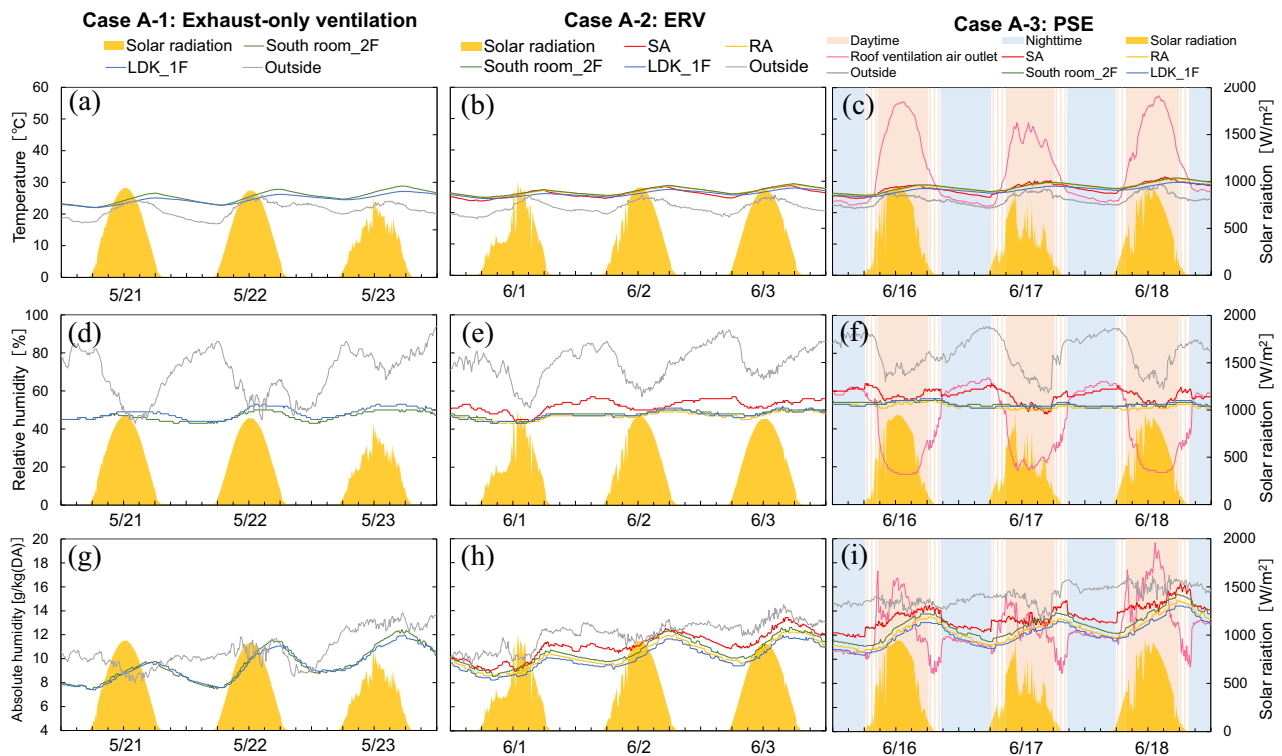 Case A-1: Exhaust-only ventilation
Solar radiation South room_2F
LDK_1F Outside
Case A-2: ERV
Solar radiation SA RA
South room_2F LDK_1F Outside
Case A-3: PSE
Daytime Nighttime Solar radiation
Roof ventilation air outlet SA RA
Outside South room_2F LDK_1F
Temperature [°C]
60
50
40
30
20
10
0
(a)
5/21 5/22 5/23
(b)
6/1 6/2 6/3
(c)
6/16 6/17 6/18
2000
1500
1000
500
0
Solar raiation [W/m²]
Relative humidity [%]
100
80
60
40
20
0
(d)
5/21 5/22 5/23
(e)
6/1 6/2 6/3
(f)
6/16 6/17 6/18
2000
1500
1000
500
0
Solar raiation [W/m²]
Absolute humidity [g/kg(DA)]
20
18
16
14
12
10
8
6
4
(g)
5/21 5/22 5/23
(h)
6/1 6/2 6/3
(i)
6/16 6/17 6/18
2000
1500
1000
500
0
Solar raiation [W/m²]